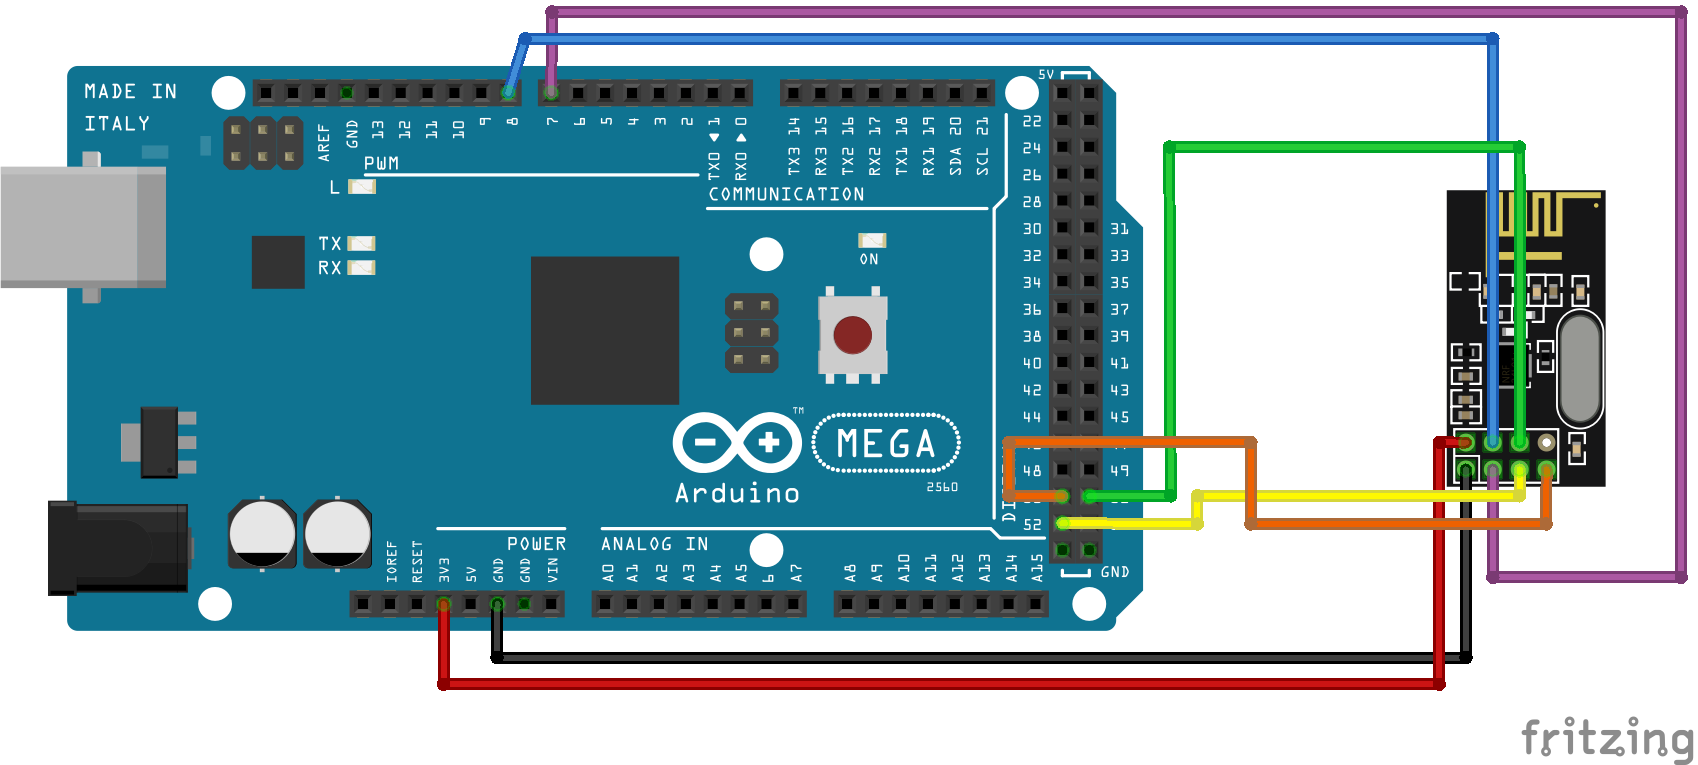 MADE IN
ITALY
AREF
GND
13
12
11
10
9
8
7
6
5
4
3
2
TX0 1
RX0 0
TX3 14
RX3 15
TX2 16
RX2 17
TX1 18
RX1 19
SDA 20
SCL 21
PWM
COMMUNICATION
L
TX
RX
ON
5V
22
24
26
28
30 31
32 33
34 35
36 37
38 39
40 41
42 43
44 45
48 49
52
GND
MEGA
TM
Arduino
2560
POWER
ANALOG IN
IOREF
RESET
3V3
5V
GND
GND
VIN
A0
A1
A2
A3
A4
A5
6
A7
A8
A9
A10
A11
A12
A13
A14
A15
fritzing